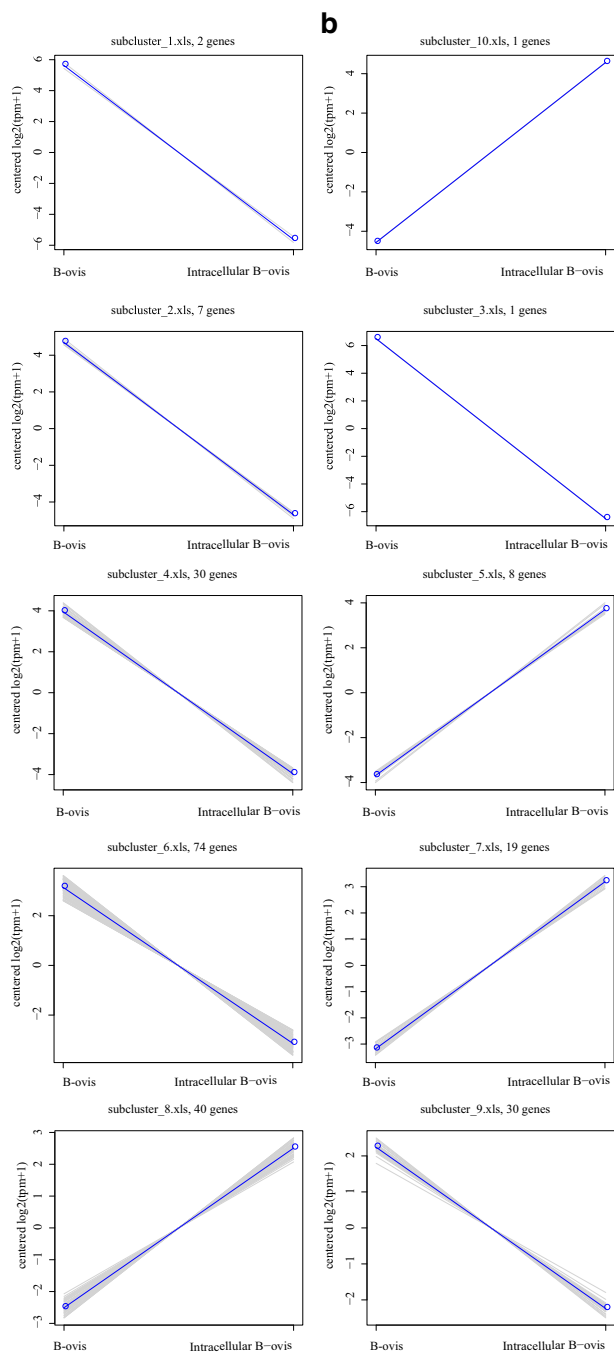 b
subcluster_1.xls, 2 genes
centered log2(tpm+1)
6
4
2
0
−2
−4
−6
B-ovis
Intracellular B−ovis
subcluster_10.xls, 1 genes
centered log2(tpm+1)
4
2
0
−2
−4
B-ovis
Intracellular B−ovis
subcluster_2.xls, 7 genes
centered log2(tpm+1)
4
2
0
−2
−4
B-ovis
Intracellular B−ovis
subcluster_3.xls, 1 genes
centered log2(tpm+1)
6
4
2
0
−2
−4
−6
B-ovis
Intracellular B−ovis
subcluster_4.xls, 30 genes
centered log2(tpm+1)
4
2
0
−2
−4
B-ovis
Intracellular B−ovis
subcluster_5.xls, 8 genes
centered log2(tpm+1)
4
2
0
−2
−4
B-ovis
Intracellular B−ovis
subcluster_6.xls, 74 genes
centered log2(tpm+1)
2
0
−2
B-ovis
Intracellular B−ovis
subcluster_7.xls, 19 genes
centered log2(tpm+1)
3
2
1
0
−1
−2
−3
B-ovis
Intracellular B−ovis
subcluster_8.xls, 40 genes
centered log2(tpm+1)
3
2
1
0
−1
−2
−3
B-ovis
Intracellular B−ovis
subcluster_9.xls, 30 genes
centered log2(tpm+1)
2
1
0
−1
−2
B-ovis
Intracellular B−ovis